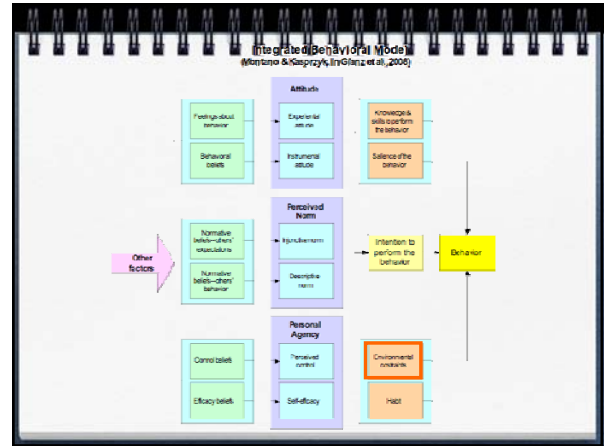 Integrated Behavioral Model
(Montano & Kasprzyk, in Glanz et al., 2008)
Attitude
Feelings about
behavior
Experiential
attitude
Knowledge &
skills to perform
the behavior
Behavioral
beliefs
Instrumental
attitude
Salience of the
behavior
Perceived
Norm
Other
factors
Normative
beliefs--others'
expectations
Injunctive norm
Intention to
perform the
behavior
Behavior
Normative
beliefs--others'
behavior
Descriptive
norm
Personal
Agency
Control beliefs
Perceived
control
Environmental
constraints
Efficacy beliefs
Self-efficacy
Habit